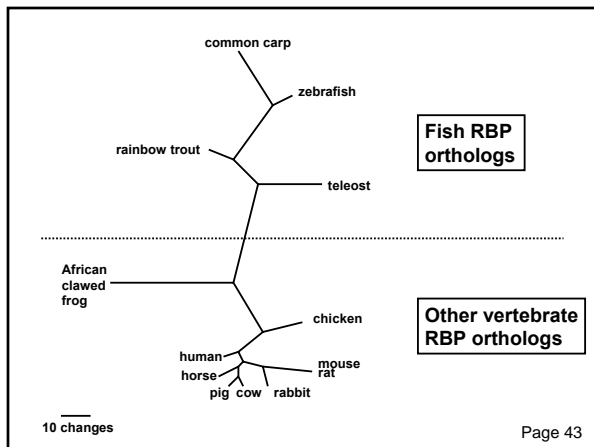 common carp
zebrafish
Fish RBP
orthologs
rainbow trout
teleost
African
clawed
frog
chicken
Other vertebrate
RBP orthologs
human
mouse
rat
horse
pig cow rabbit
10 changes
Page 43